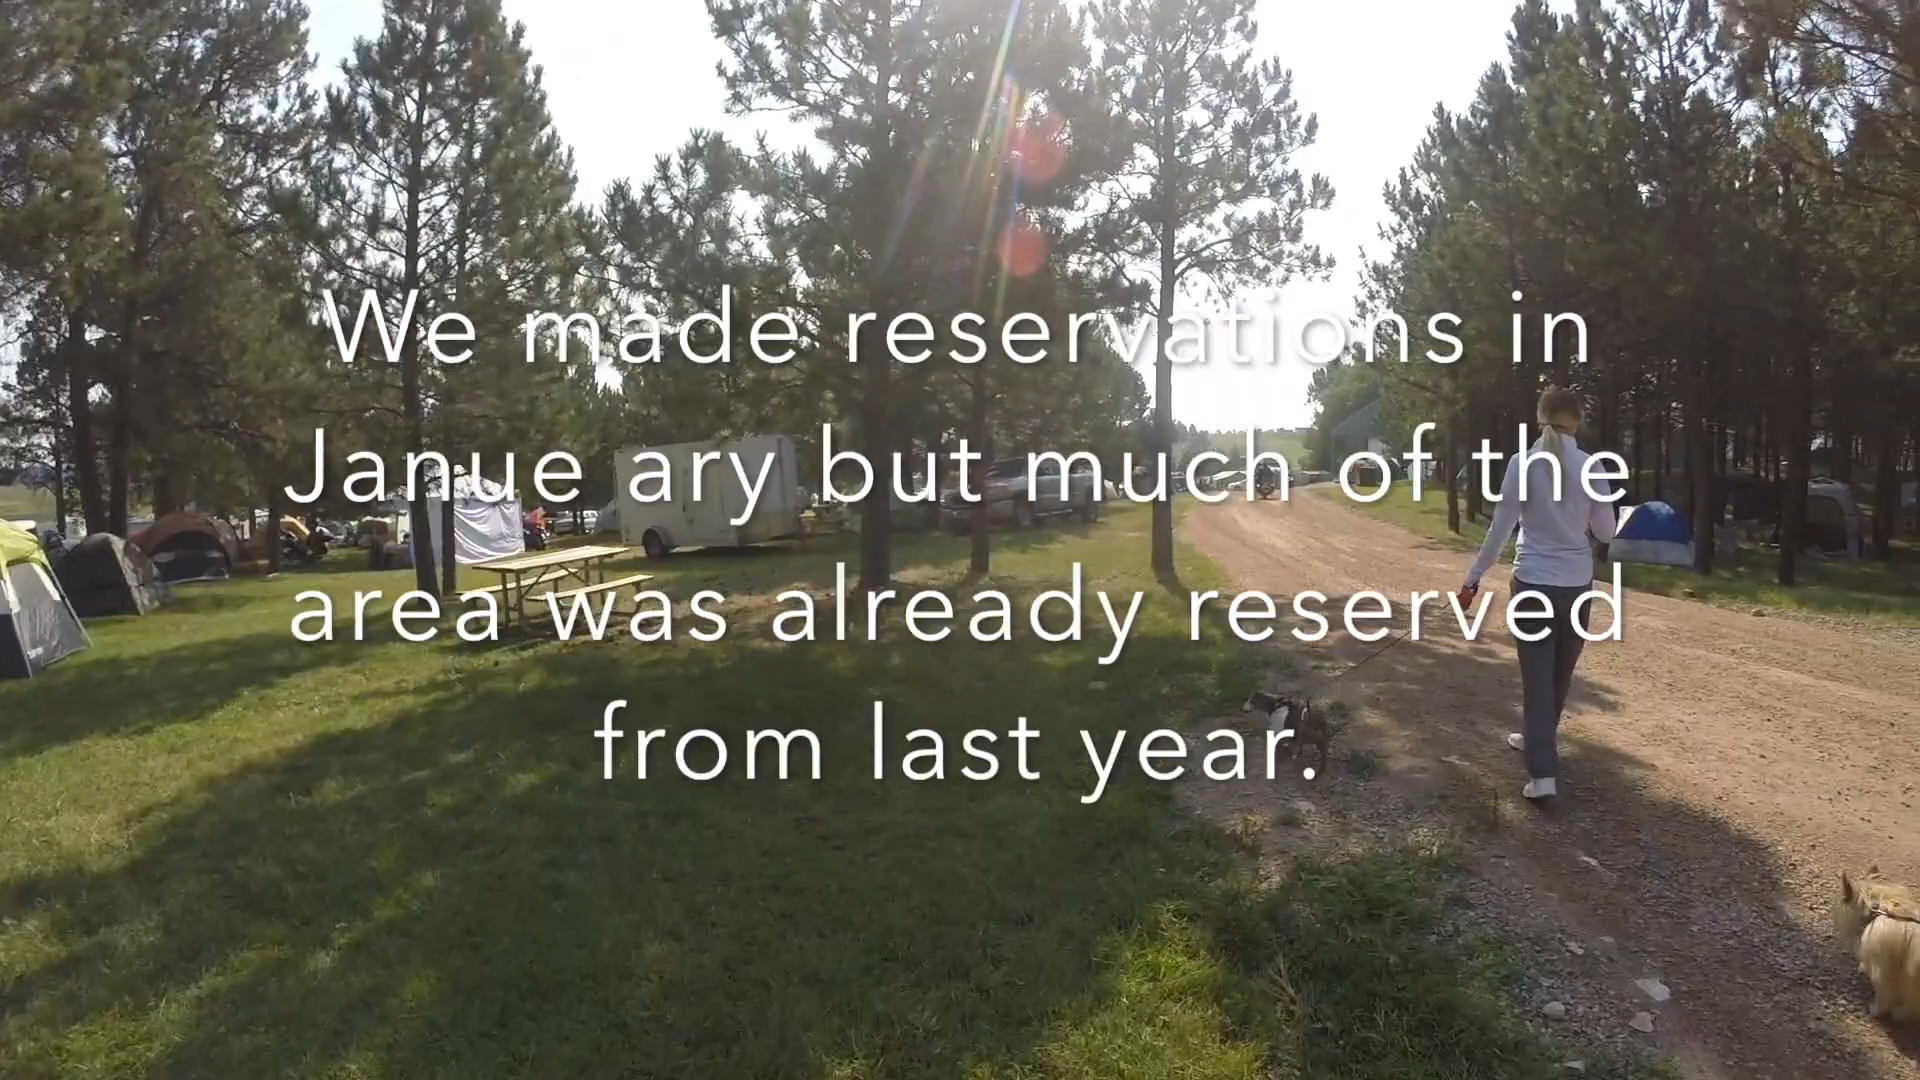 We made reservations in
Janue ary but much of the
area was already reserved
from last year.